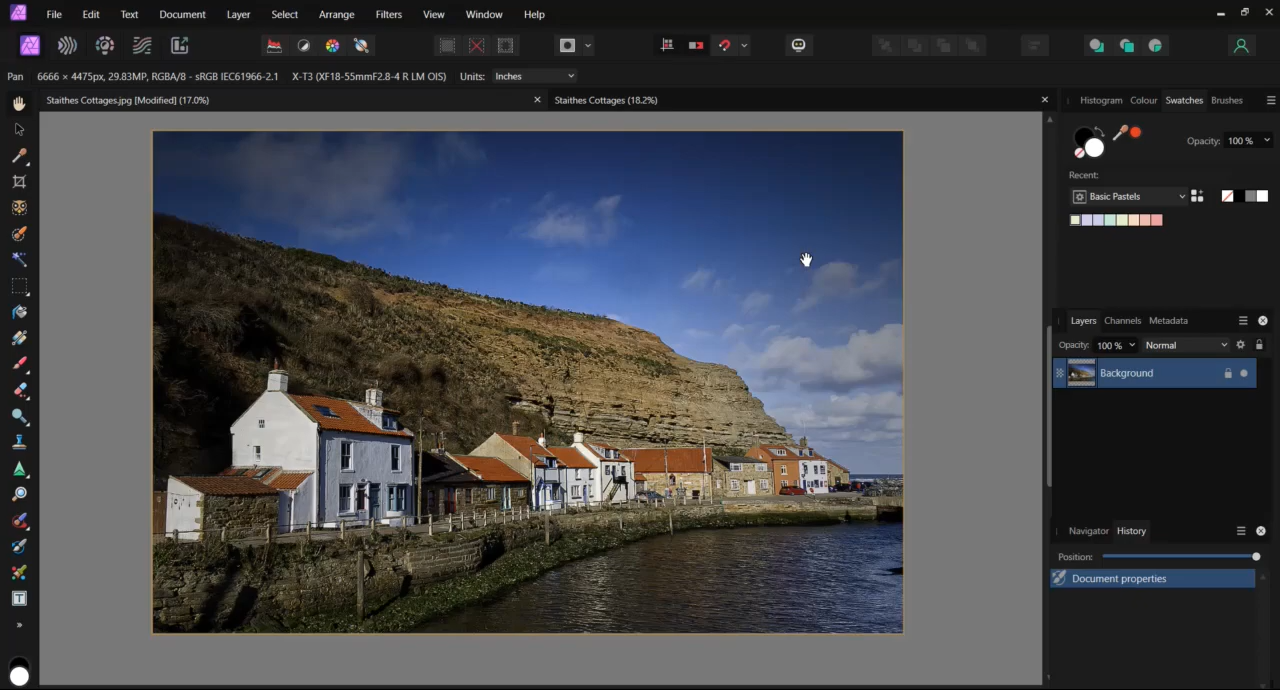 File Edit Text Document Layer Select Arrange Filters View Window Help
Pan 6666 × 4475px, 29.83MP, RGBA/8 - sRGB IEC61966-2.1 X-T3 (XF18-55mmF2.8-4 R LM OIS) Units: Inches
Staithes Cottages.jpg [Modified] (17.0%) Staithes Cottages (18.2%)
Histogram Colour Swatches Brushes
Opacity: 100 %
Recent:
Basic Pastels
Layers Channels Metadata
Opacity: 100 % Normal
Background
Navigator History
Position:
Document properties